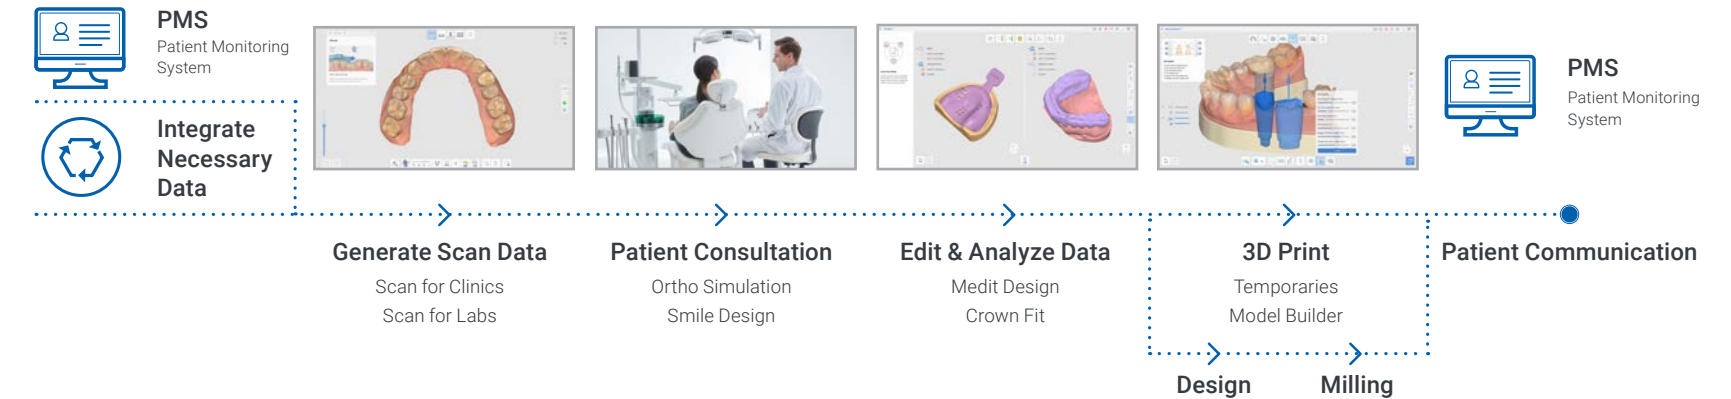 PMS
Patient Monitoring
System
Integrate
Necessary
Data
Generate Scan Data
Scan for Clinics
Scan for Labs
Patient Consultation
Ortho Simulation
Smile Design
Edit & Analyze Data
Medit Design
Crown Fit
3D Print
Temporaries
Model Builder
Design
Milling
PMS
Patient Monitoring
System
Patient Communication